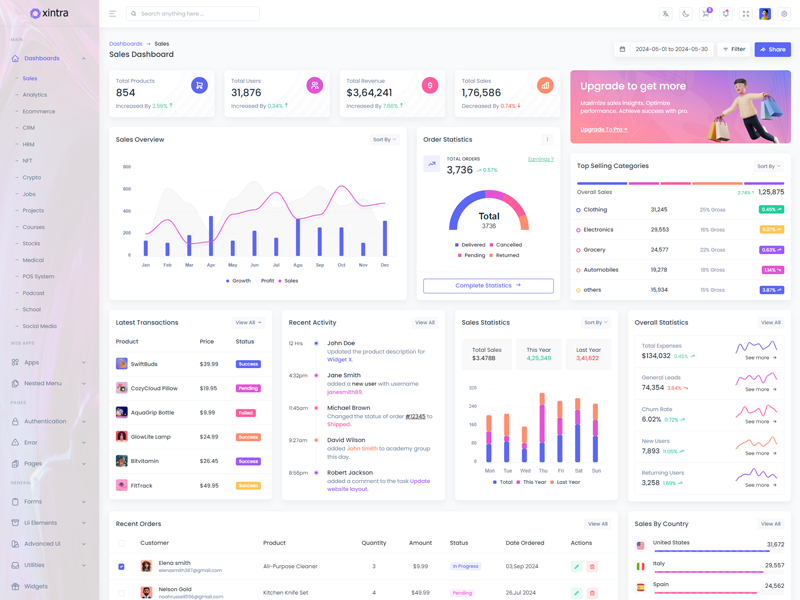 xintra
Search anything here ...
5
MAIN
Dashboards
Sales
Analytics
Ecommerce
CRM
HRM
NFT
Crypto
Jobs
Projects
Courses
Stocks
Medical
POS System
Podcast
School
Social Media
WEB APPS
Apps
Nested Menu
PAGES
Authentication
Error
Pages
GENERAL
Forms
Ui Elements
Advanced Ui
Utilities
Widgets
Dashboards → Sales
Sales Dashboard
2024-05-01 to 2024-05-30
Filter
Share
Total Products
854
Increased By 2.56%
Total Users
31,876
Increased By 0.34%
Total Revenue
$3,64,241
Increased By 7.66%
Total Sales
1,76,586
Decreased By 0.74%
Upgrade to get more
Maximize sales insights. Optimize
performance. Achieve success with pro.
Upgrade To Pro
Sales Overview
Sort By
800
600
400
200
0
Jan Feb Mar Apr May Jun Jul Agu Sep Oct Nov Dec
Growth Profit Sales
Order Statistics
TOTAL ORDERS
3,736 0.57%
Earnings ?
Total
3736
Delivered Cancelled
Pending Returned
Complete Statistics
Top Selling Categories
Sort By
Overall Sales 2.74% 1,25,875
Clothing 31,245 25% Gross 0.45%
Electronics 29,553 16% Gross
Grocery 24,577 22% Gross 0.63%
Automobiles 19,278 18% Gross 1.14%
others 15,934 15% Gross 3.87%
Latest Transactions
View All
Product Price Status
SwiftBuds $39.99 Success
CozyCloud Pillow $19.95 Pending
AquaGrip Bottle $9.99 Failed
GlowLite Lamp $24.99 Success
Bitvitamin $26.45 Success
FitTrack $49.95 Success
Recent Activity
View All
12 Hrs John Doe
Updated the product description for
Widget X.
4:32pm Jane Smith
added a new user with username
janesmith89.
11:45am Michael Brown
Changed the status of order #12345 to
Shipped.
9:27am David Wilson
added John Smith to academy group
this day.
8:56pm Robert Jackson
added a comment to the task Update
website layout.
Sales Statistics
Sort By
Total Sales
$3.478B
This Year
4,25,349
Last Year
3,41,622
320
240
160
80
0
Mon Tue Wed Thu Fri Sat Sun
Total This Year Last Year
Overall Statistics
View All
Total Expenses
$134,032 0.45%
See more
General Leads
74,354 3.84%
See more
Churn Rate
6.02% 0.72%
See more
New Users
7,893 11.05%
See more
Returning Users
3,258 1.69%
See more
Recent Orders
View All
Customer Product Quantity Amount Status Date Ordered Actions
Elena smith
elenasmith387@gmail.com
All-Purpose Cleaner 3 $9.99 In Progress 03,Sep 2024
Nelson Gold
noahrussell556@gmail.com
Kitchen Knife Set 4 $49.99 Pending 26,Jul 2024
Sales By Country
View All
United States 31,672
Italy 29,557
Spain 24,562